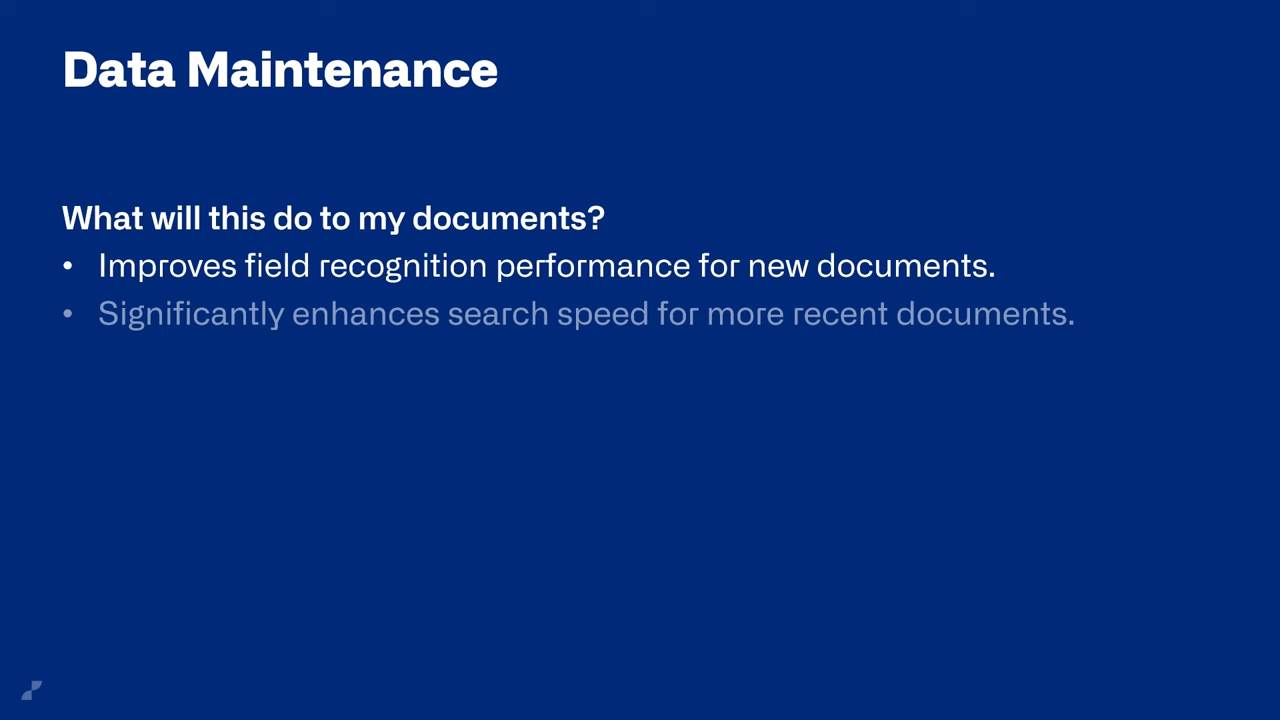 Data Maintenance
What will this do to my documents?
• Improves field recognition performance for new documents.
• Significantly enhances search speed for more recent documents.